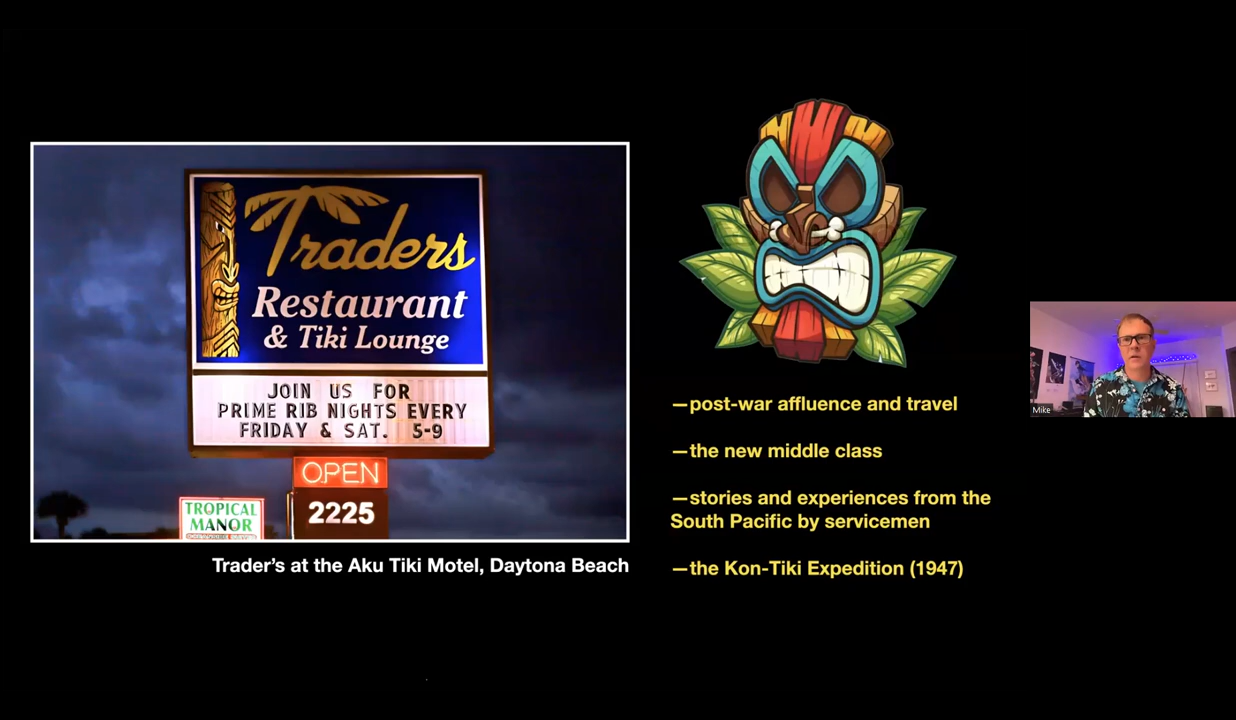 Traders
Restaurant
& Tiki Lounge
JOIN US FOR
PRIME RIB NIGHTS EVERY
FRIDAY & SAT. 5-9
OPEN
2225
TROPICAL
MANOR
Trader's at the Aku Tiki Motel, Daytona Beach
—post-war affluence and travel
—the new middle class
—stories and experiences from the
South Pacific by servicemen
—the Kon-Tiki Expedition (1947)
Mike